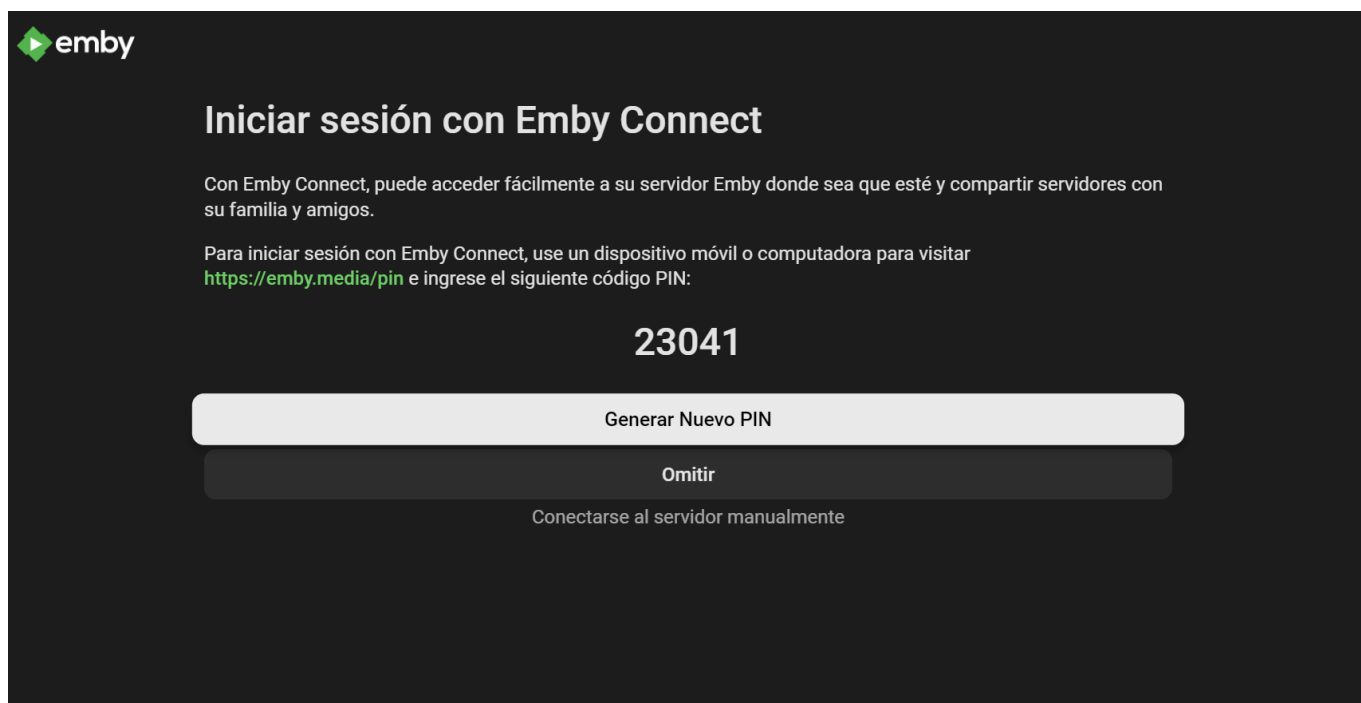 emby
Iniciar sesión con Emby Connect
Con Emby Connect, puede acceder fácilmente a su servidor Emby donde sea que esté y compartir servidores con
su familia y amigos.
Para iniciar sesión con Emby Connect, use un dispositivo móvil o computadora para visitar
https://emby.media/pin e ingrese el siguiente código PIN:
23041
Generar Nuevo PIN
Omitir
Conectarse al servidor manualmente